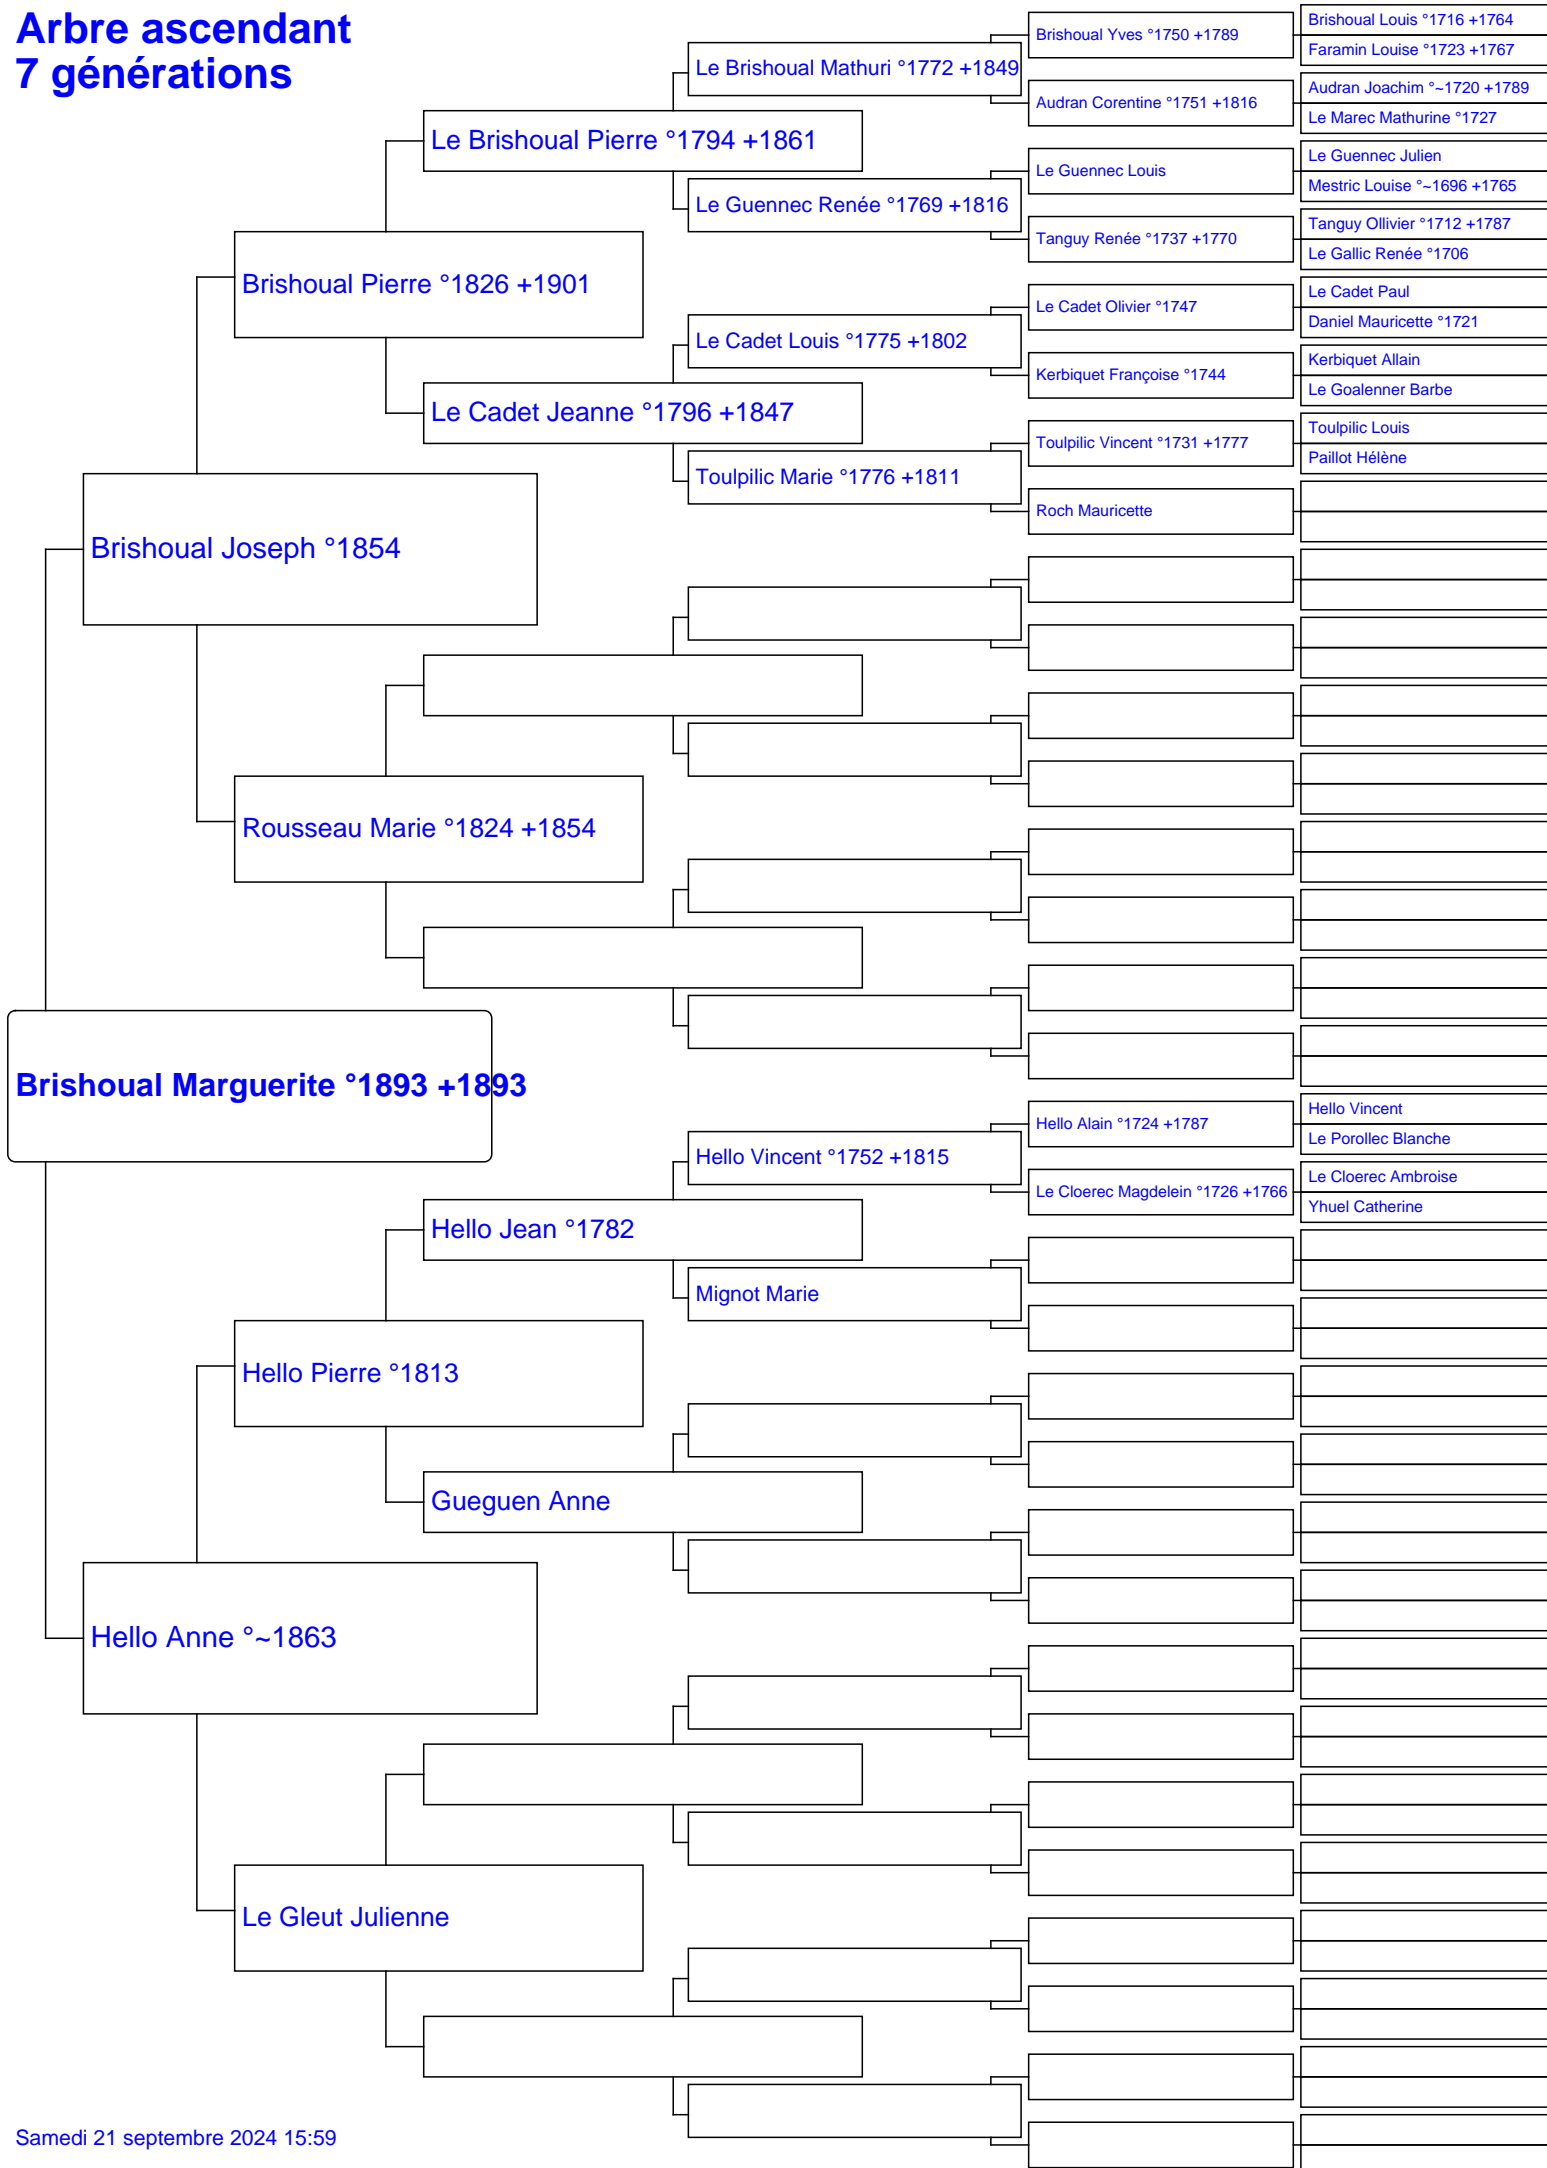 Arbre ascendant
7 générations
Brishoual Marguerite °1893 +1893
Brishoual Joseph °1854
Hello Anne °~1863
Brishoual Pierre °1826 +1901
Rousseau Marie °1824 +1854
Hello Pierre °1813
Le Gleut Julienne
Le Brishoual Pierre °1794 +1861
Le Cadet Jeanne °1796 +1847
Hello Jean °1782
Gueguen Anne
Le Brishoual Mathuri °1772 +1849
Le Guennec Renée °1769 +1816
Le Cadet Louis °1775 +1802
Toulpilic Marie °1776 +1811
Hello Vincent °1752 +1815
Mignot Marie
Brishoual Yves °1750 +1789
Audran Corentine °1751 +1816
Le Guennec Louis
Tanguy Renée °1737 +1770
Le Cadet Olivier °1747
Kerbiquet Françoise °1744
Toulpilic Vincent °1731 +1777
Roch Mauricette
Hello Alain °1724 +1787
Le Cloerec Magdelein °1726 +1766
Brishoual Louis °1716 +1764
Faramin Louise °1723 +1767
Audran Joachim °~1720 +1789
Le Marec Mathurine °1727
Le Guennec Julien
Mestric Louise °~1696 +1765
Tanguy Ollivier °1712 +1787
Le Gallic Renée °1706
Le Cadet Paul
Daniel Mauricette °1721
Kerbiquet Allain
Le Goalenner Barbe
Toulpilic Louis
Paillot Hélène
Hello Vincent
Le Porollec Blanche
Le Cloerec Ambroise
Yhuel Catherine
Samedi 21 septembre 2024 15:59